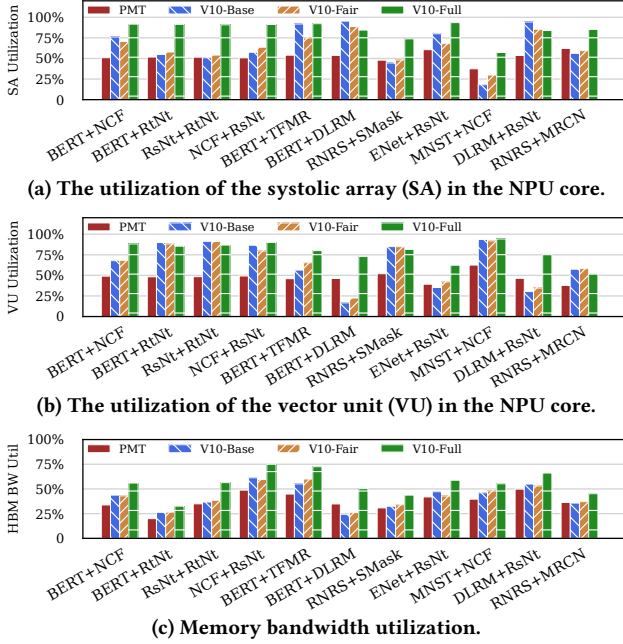 PMT V10-Base V10-Fair V10-Full
SA Utilization
100%
75%
50%
25%
0
BERT+NCF BERT+RtNt RsNt+RtNt NCF+RsNt BERT+TFMR BERT+DLRM RNRS+SMask ENet+RsNt MNST+NCF DLRM+RsNt RNRS+MRCN
(a) The utilization of the systolic array (SA) in the NPU core.
PMT V10-Base V10-Fair V10-Full
VU Utilization
100%
75%
50%
25%
0
BERT+NCF BERT+RtNt RsNt+RtNt NCF+RsNt BERT+TFMR BERT+DLRM RNRS+SMask ENet+RsNt MNST+NCF DLRM+RsNt RNRS+MRCN
(b) The utilization of the vector unit (VU) in the NPU core.
PMT V10-Base V10-Fair V10-Full
HBM BW Util
100%
75%
50%
25%
0
BERT+NCF BERT+RtNt RsNt+RtNt NCF+RsNt BERT+TFMR BERT+DLRM RNRS+SMask ENet+RsNt MNST+NCF DLRM+RsNt RNRS+MRCN
(c) Memory bandwidth utilization.